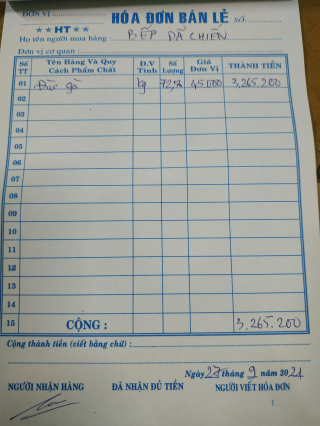 ĐƠN VỊ :
HÓA ĐƠN BÁN LẺ Số:
★★HT★★
Họ tên người mua hàng : BẾP DÃ CHIẾN
Đơn vị cơ quan :
Số TT Tên Hàng Và Quy Cách Phẩm Chất Đ.V Tính Số Lượng Giá Đơn Vị THÀNH TIỀN
01 Đùi gà kg 45.000 3,265.200
02
03
04
05
06
07
08
09
10
11
12
13
14
15 CỘNG : 3,265.200
Cộng thành tiền (viết bằng chữ) :
Ngày 27 tháng 9 năm 2021
NGƯỜI NHẬN HÀNG ĐÃ NHẬN ĐỦ TIỀN NGƯỜI VIẾT HÓA ĐƠN